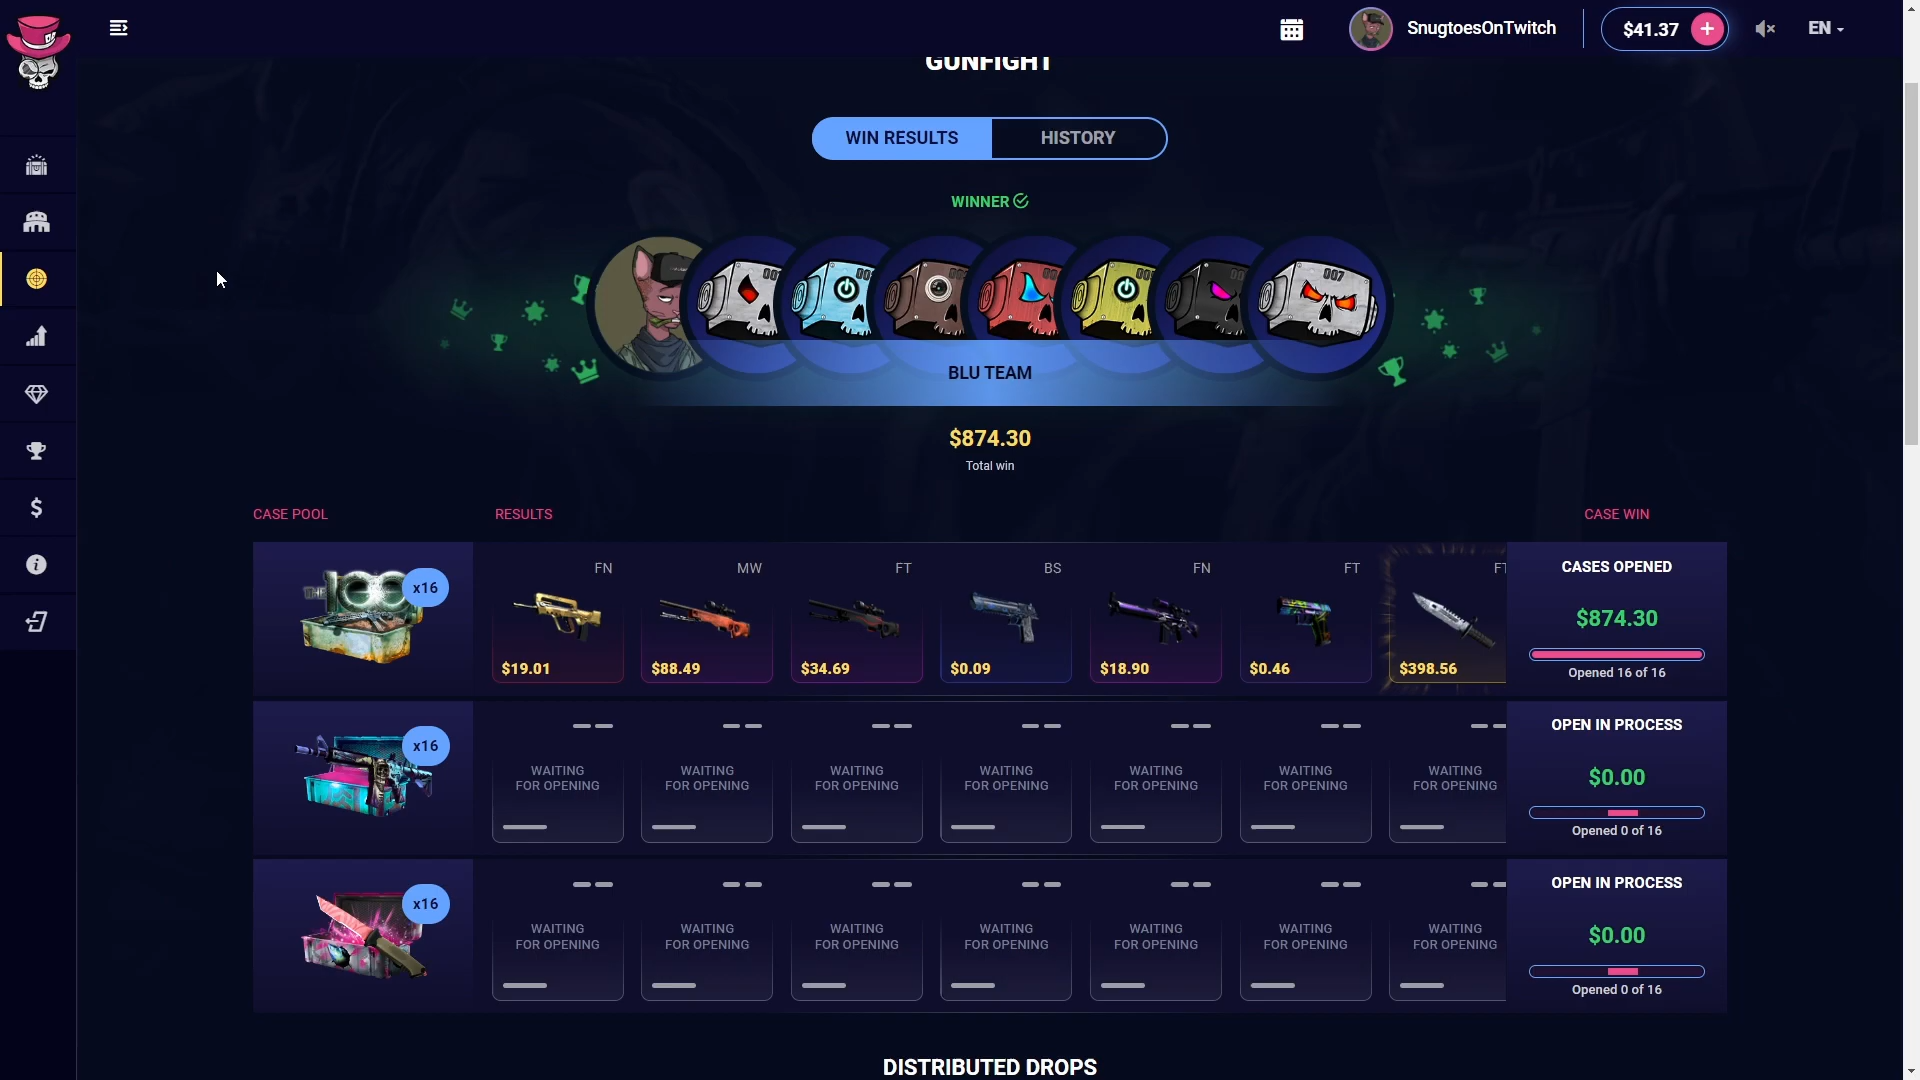 SnugtoesOnTwitch
$41.37
EN
GUNFIGHT
WIN RESULTS
HISTORY
WINNER
007
BLU TEAM
$874.30
Total win
CASE POOL
RESULTS
CASE WIN
x16
FN
$19.01
MW
$88.49
FT
$34.69
BS
$0.09
FN
$18.90
FT
$0.46
FT
$398.56
CASES OPENED
$874.30
Opened 16 of 16
x16
WAITING
FOR OPENING
WAITING
FOR OPENING
WAITING
FOR OPENING
WAITING
FOR OPENING
WAITING
FOR OPENING
WAITING
FOR OPENING
WAITING
FOR OPENING
OPEN IN PROCESS
$0.00
Opened 0 of 16
x16
WAITING
FOR OPENING
WAITING
FOR OPENING
WAITING
FOR OPENING
WAITING
FOR OPENING
WAITING
FOR OPENING
WAITING
FOR OPENING
WAITING
FOR OPENING
OPEN IN PROCESS
$0.00
Opened 0 of 16
DISTRIBUTED DROPS